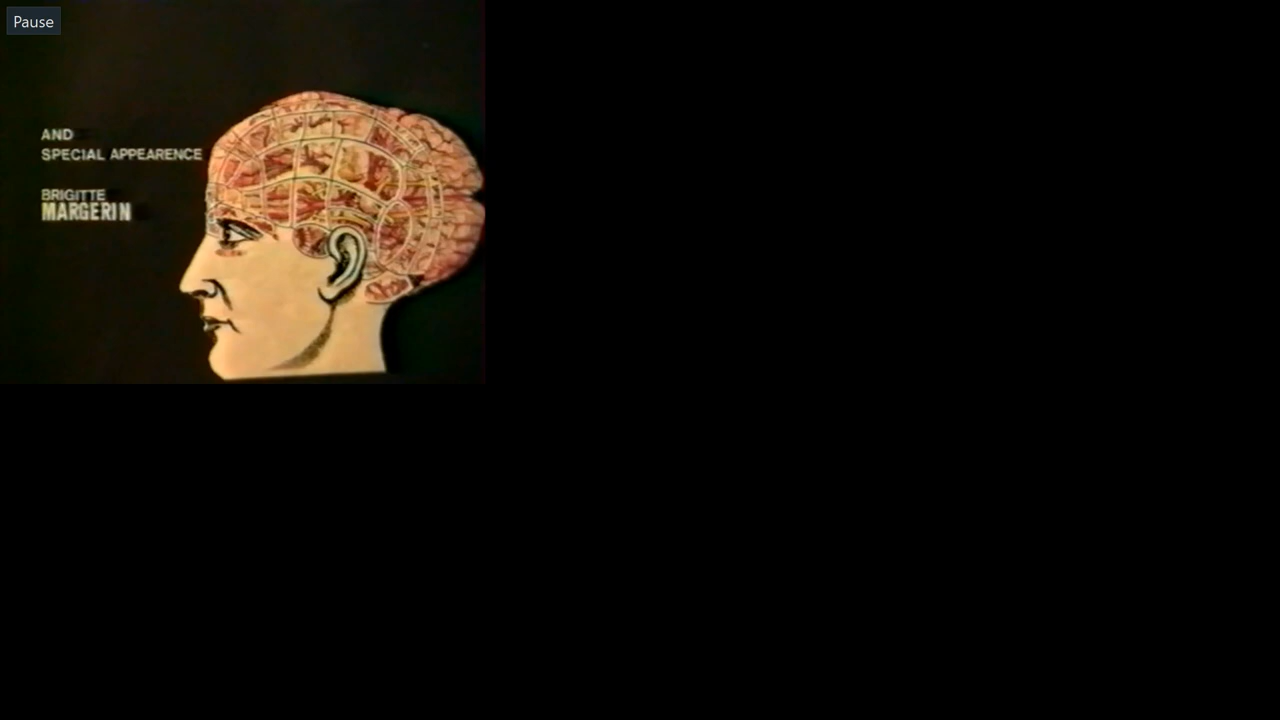 Pause
AND
SPECIAL APPEARENCE
BRIGITTE
MARGERIN